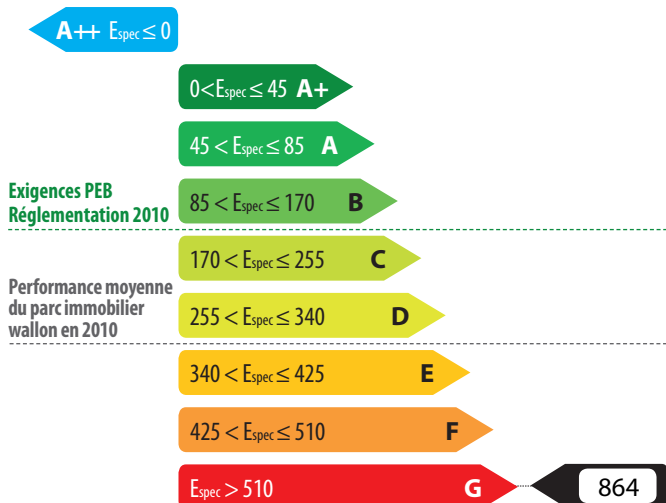 A++ Espec ≤ 0
0<Espec ≤ 45 A+
45 < Espec ≤ 85 A
Exigences PEB
Réglementation 2010
85 < Espec ≤ 170 B
170 < Espec ≤ 255 C
Performance moyenne
du parc immobilier
wallon en 2010
255 < Espec ≤ 340 D
340 < Espec ≤ 425 E
425 < Espec ≤ 510 F
Espec > 510 G 864